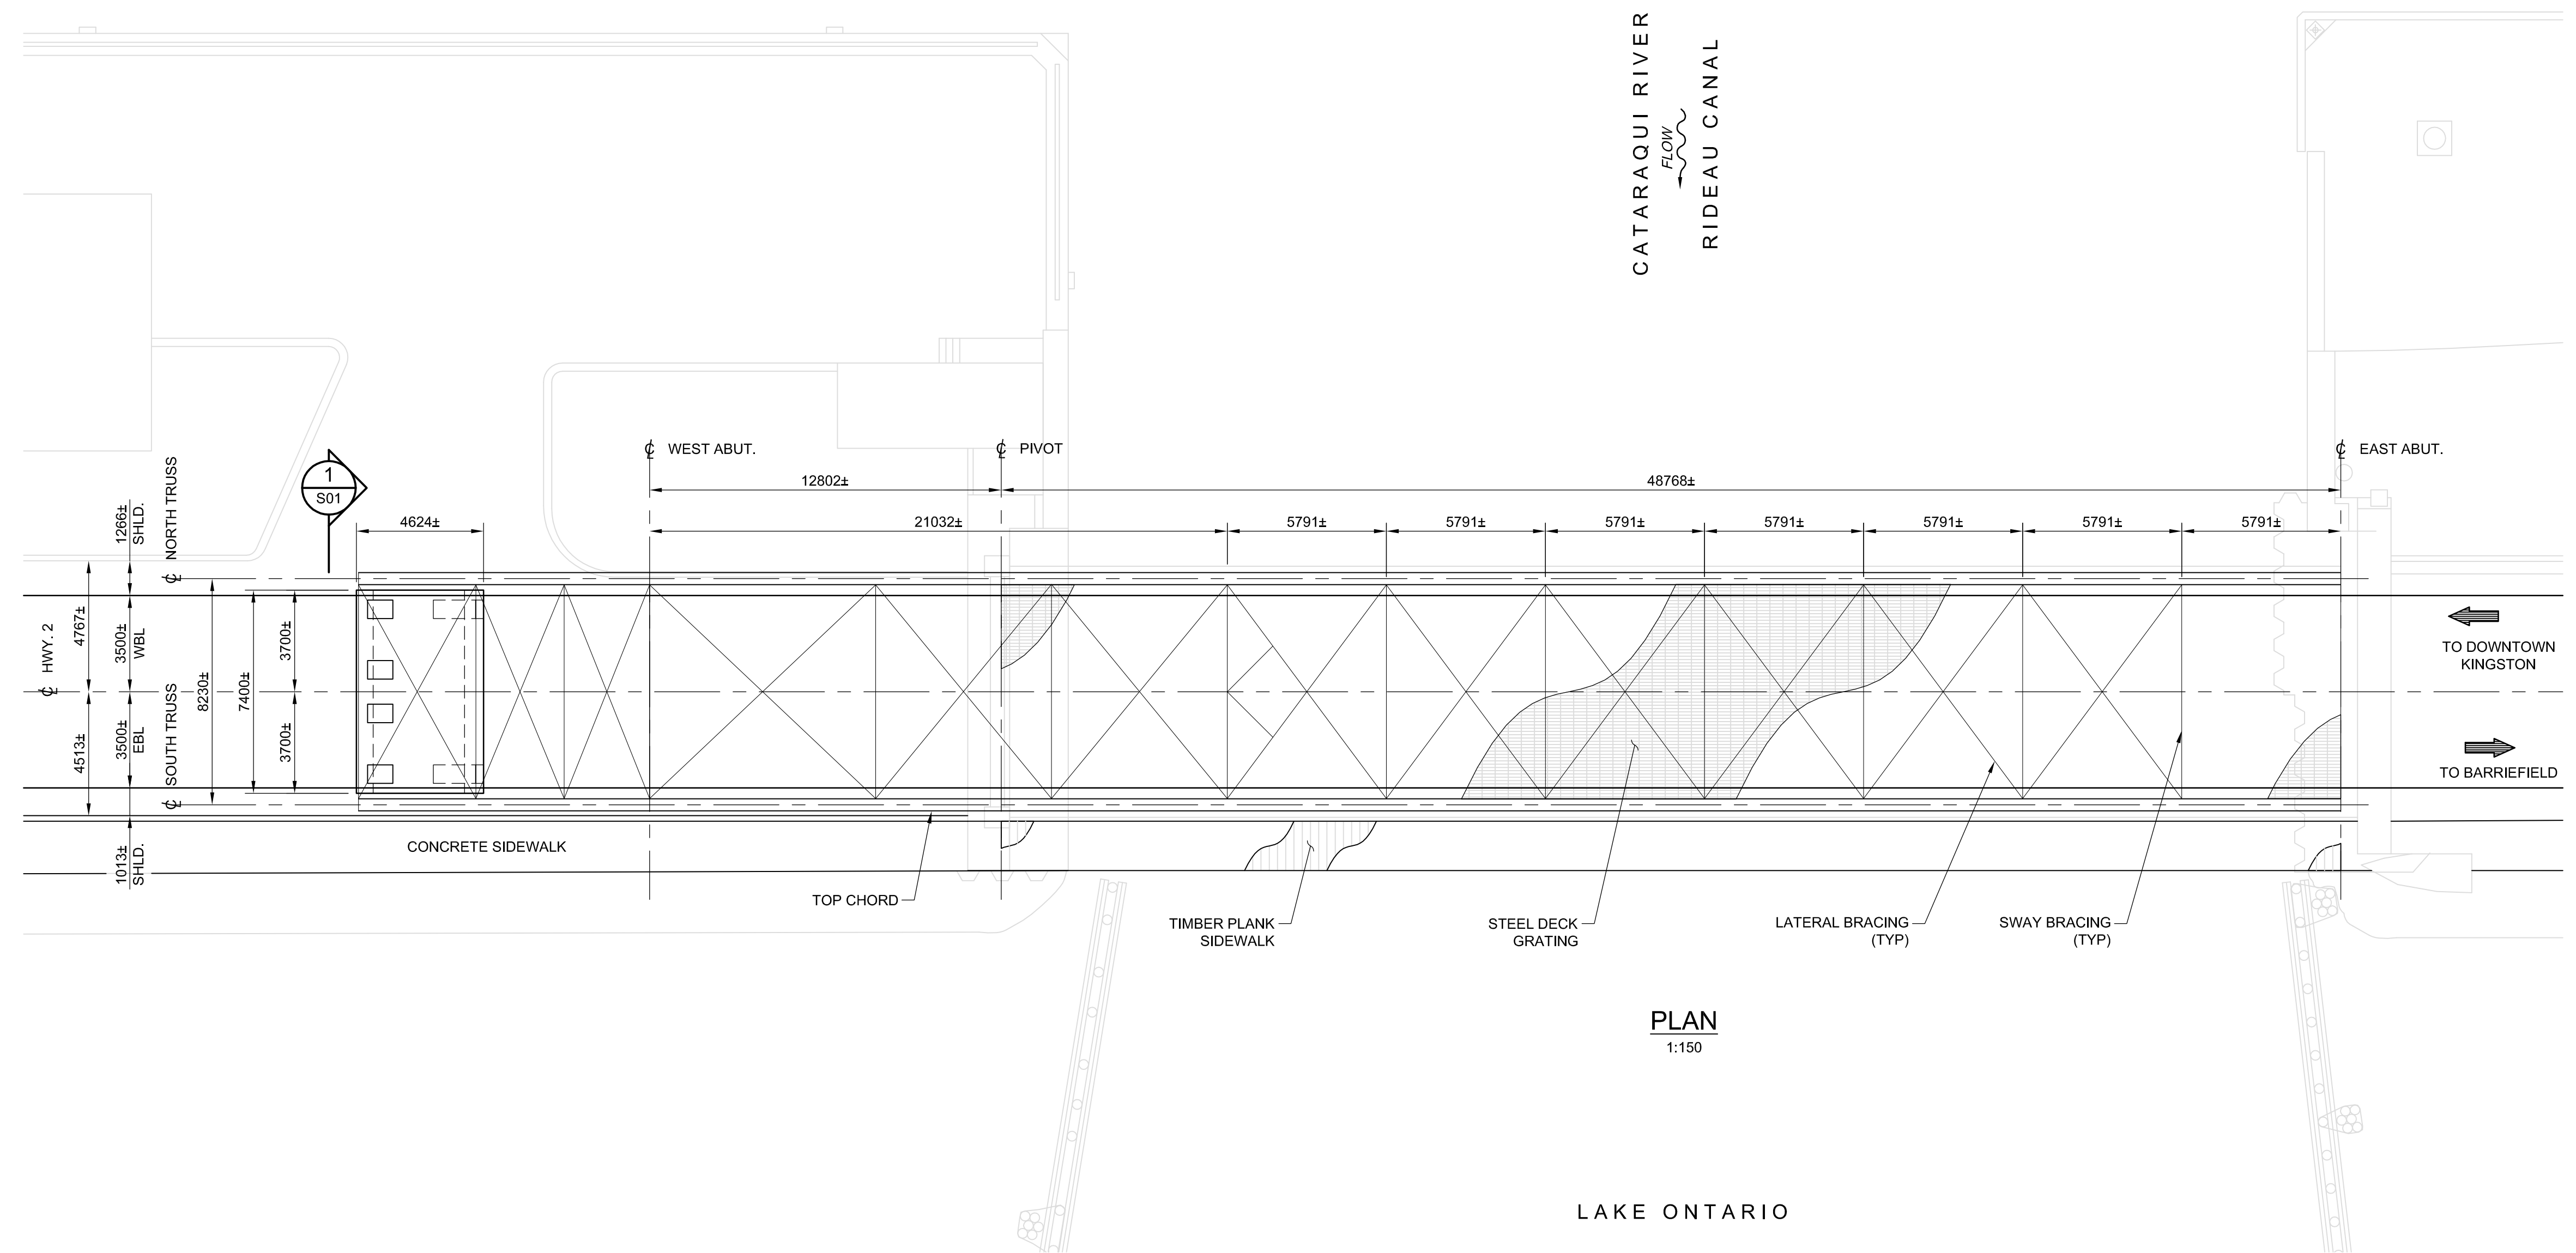 CATARAQUI RIVER
FLOW
RIDEAU CANAL
℄ WEST ABUT.
℄ PIVOT
℄ EAST ABUT.
1
S01
12802±
48768±
4624±
21032±
5791±
5791±
5791±
5791±
5791±
5791±
5791±
℄ HWY. 2
4767±
4513±
1266±
SHLD.
3500±
WBL
3500±
EBL
1013±
SHLD.
℄ NORTH TRUSS
℄ SOUTH TRUSS
8230±
7400±
3700±
3700±
TO DOWNTOWN
KINGSTON
TO BARRIEFIELD
CONCRETE SIDEWALK
TOP CHORD
TIMBER PLANK
SIDEWALK
STEEL DECK
GRATING
LATERAL BRACING
(TYP)
SWAY BRACING
(TYP)
PLAN
1:150
LAKE ONTARIO